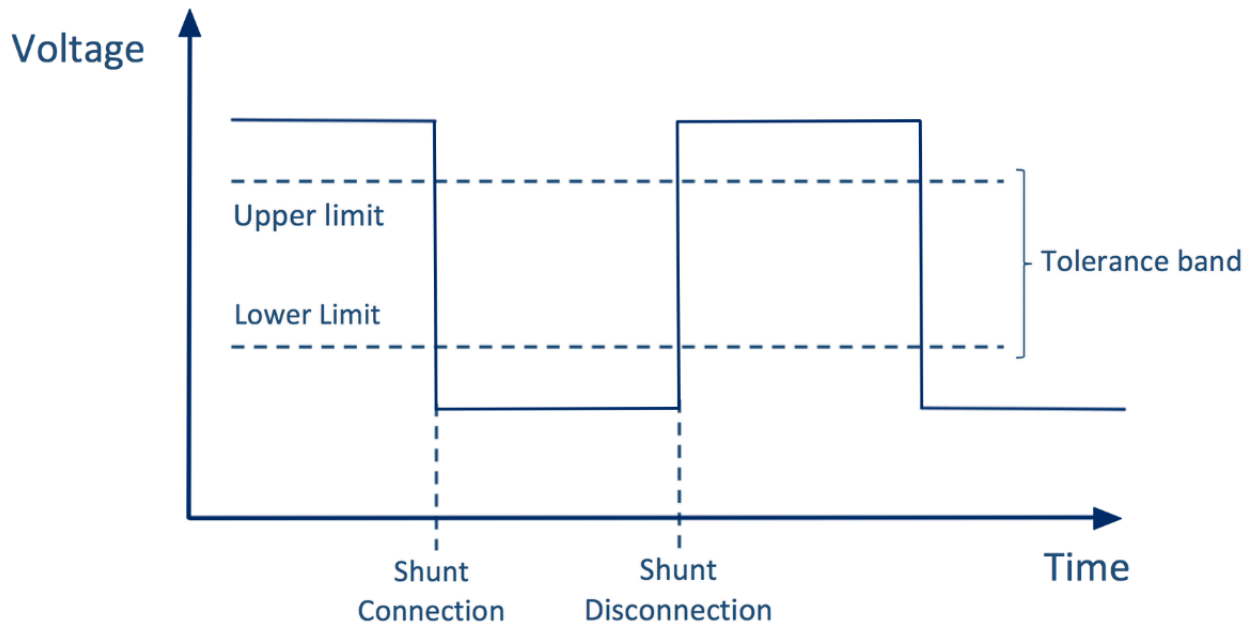 Voltage
Upper limit
Lower Limit
Tolerance band
Time
Shunt
Connection
Shunt
Disconnection